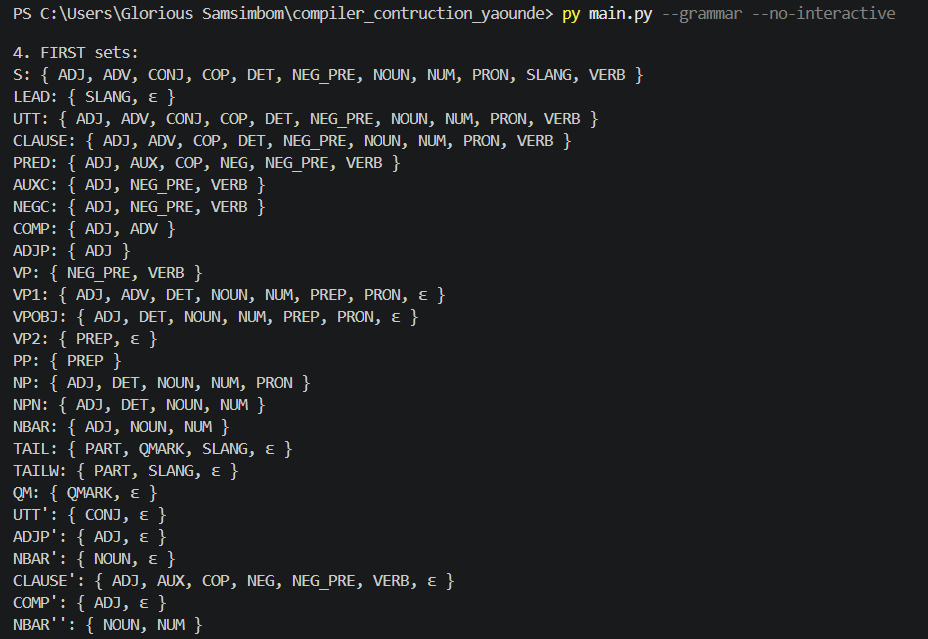 PS C:\Users\Glorious Samsimbom\compiler_contruction_yaounde> py main.py --grammar --no-interactive
4. FIRST sets:
S: { ADJ, ADV, CONJ, COP, DET, NEG_PRE, NOUN, NUM, PRON, SLANG, VERB }
LEAD: { SLANG, ε }
UTT: { ADJ, ADV, CONJ, COP, DET, NEG_PRE, NOUN, NUM, PRON, VERB }
CLAUSE: { ADJ, ADV, COP, DET, NEG_PRE, NOUN, NUM, PRON, VERB }
PRED: { ADJ, AUX, COP, NEG, NEG_PRE, VERB }
AUXC: { ADJ, NEG_PRE, VERB }
NEGC: { ADJ, NEG_PRE, VERB }
COMP: { ADJ, ADV }
ADJP: { ADJ }
VP: { NEG_PRE, VERB }
VP1: { ADJ, ADV, DET, NOUN, NUM, PREP, PRON, ε }
VPOBJ: { ADJ, DET, NOUN, NUM, PREP, PRON, ε }
VP2: { PREP, ε }
PP: { PREP }
NP: { ADJ, DET, NOUN, NUM, PRON }
NPN: { ADJ, DET, NOUN, NUM }
NBAR: { ADJ, NOUN, NUM }
TAIL: { PART, QMARK, SLANG, ε }
TAILW: { PART, SLANG, ε }
QM: { QMARK, ε }
UTT': { CONJ, ε }
ADJP': { ADJ, ε }
NBAR': { NOUN, ε }
CLAUSE': { ADJ, AUX, COP, NEG, NEG_PRE, VERB, ε }
COMP': { ADJ, ε }
NBAR'': { NOUN, NUM }